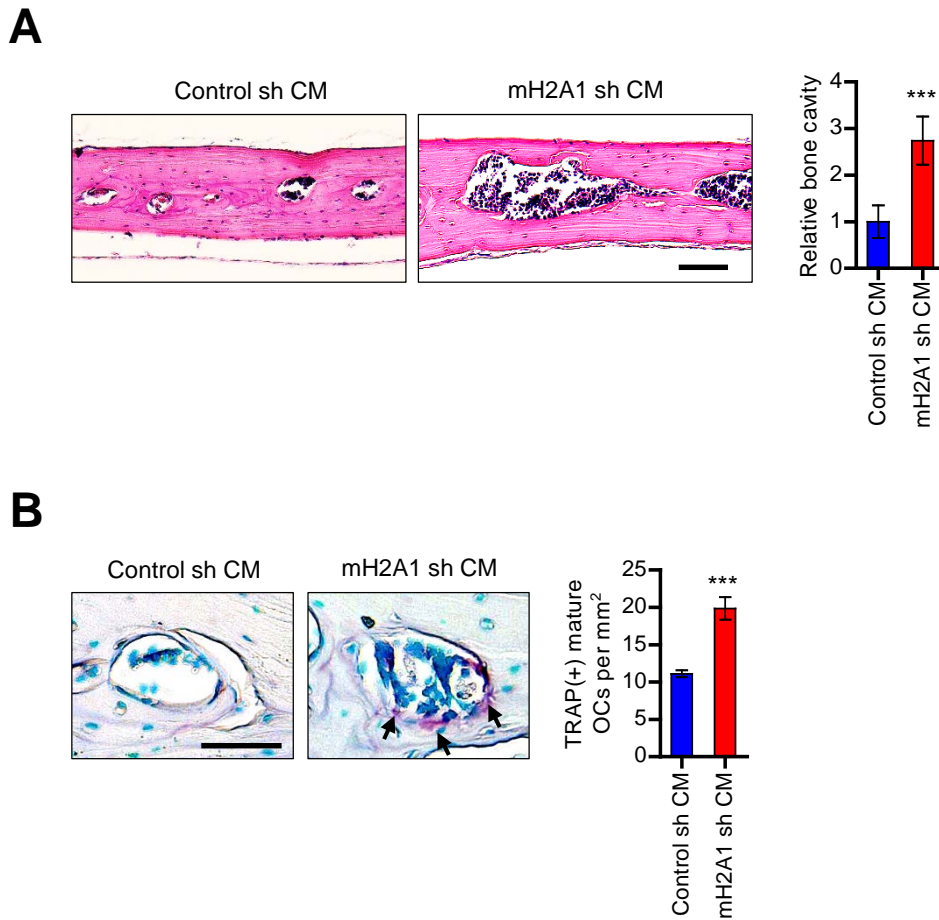 A
Control sh CM
mH2A1 sh CM
Relative bone cavity
4
3
2
1
0
***
Control sh CM
mH2A1 sh CM
B
Control sh CM
mH2A1 sh CM
TRAP(+) mature
OCs per mm²
25
20
15
10
5
0
***
Control sh CM
mH2A1 sh CM